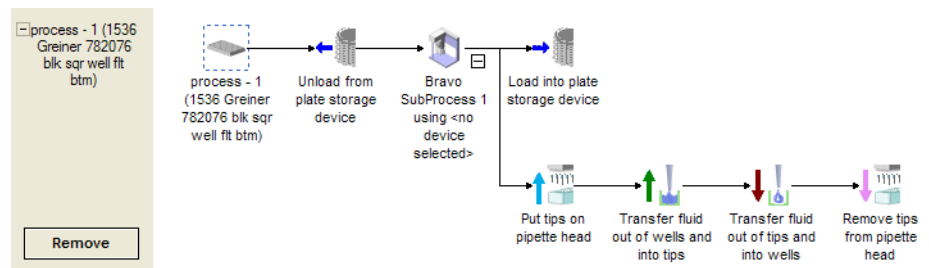 process - 1 (1536
Greiner 782076
blk sqr well flt
btm)
Remove
process - 1
(1536 Greiner
782076 blk sqr
well flt btm)
Unload from
plate storage
device
Bravo
SubProcess 1
using <no
device
selected>
Load into plate
storage device
Put tips on
pipette head
Transfer fluid
out of wells and
into tips
Transfer fluid
out of tips and
into wells
Remove tips
from pipette
head